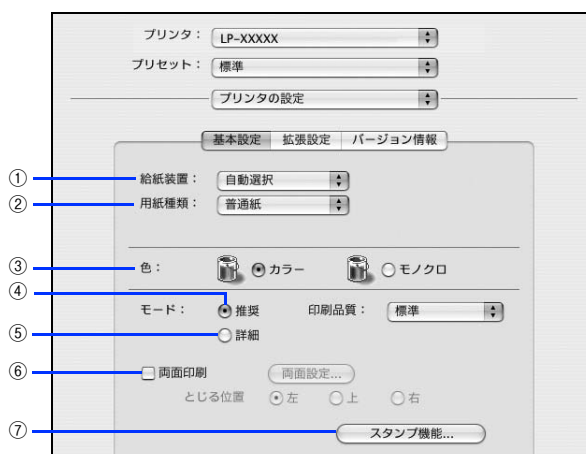 プリンタ： LP-XXXXX
プリセット： 標準
プリンタの設定
基本設定 拡張設定 バージョン情報
① 給紙装置： 自動選択
② 用紙種類： 普通紙
③ 色： カラー モノクロ
④ モード： 推奨 印刷品質： 標準
⑤ 詳細
⑥ 両面印刷 両面設定...
とじる位置 左 上 右
⑦ スタンプ機能...